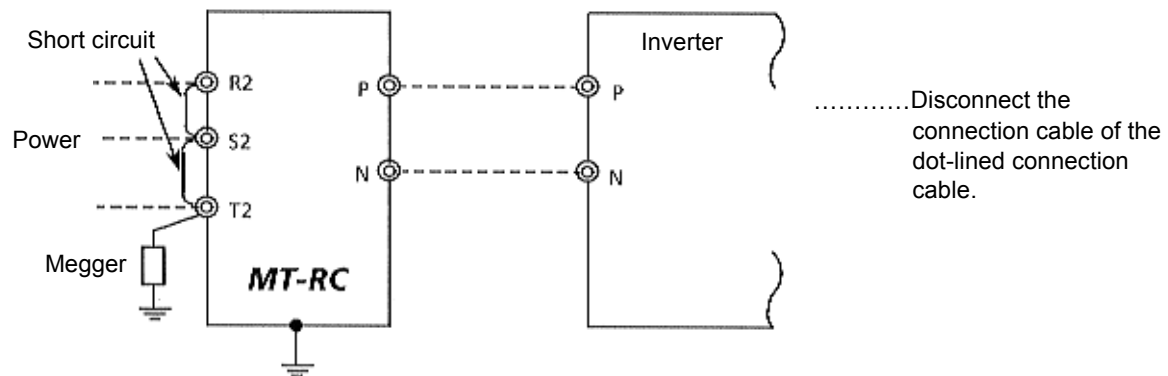 Short circuit
Inverter
R2
P
P
............Disconnect the
connection cable of the
dot-lined connection
cable.
Power
S2
N
N
T2
Megger
MT-RC